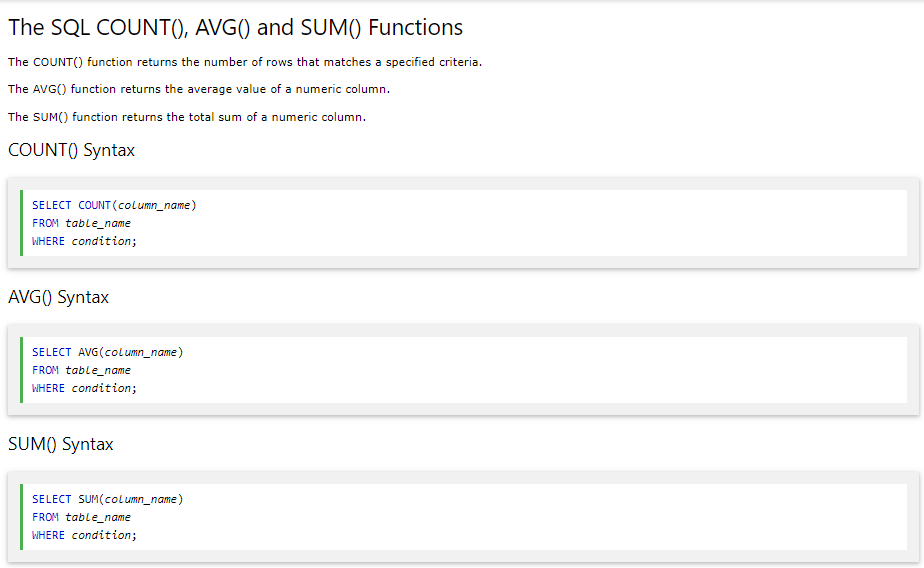 The SQL COUNT(), AVG() and SUM() Functions
The COUNT() function returns the number of rows that matches a specified criteria.
The AVG() function returns the average value of a numeric column.
The SUM() function returns the total sum of a numeric column.
COUNT() Syntax
SELECT COUNT(column_name)
FROM table_name
WHERE condition;
AVG() Syntax
SELECT AVG(column_name)
FROM table_name
WHERE condition;
SUM() Syntax
SELECT SUM(column_name)
FROM table_name
WHERE condition;